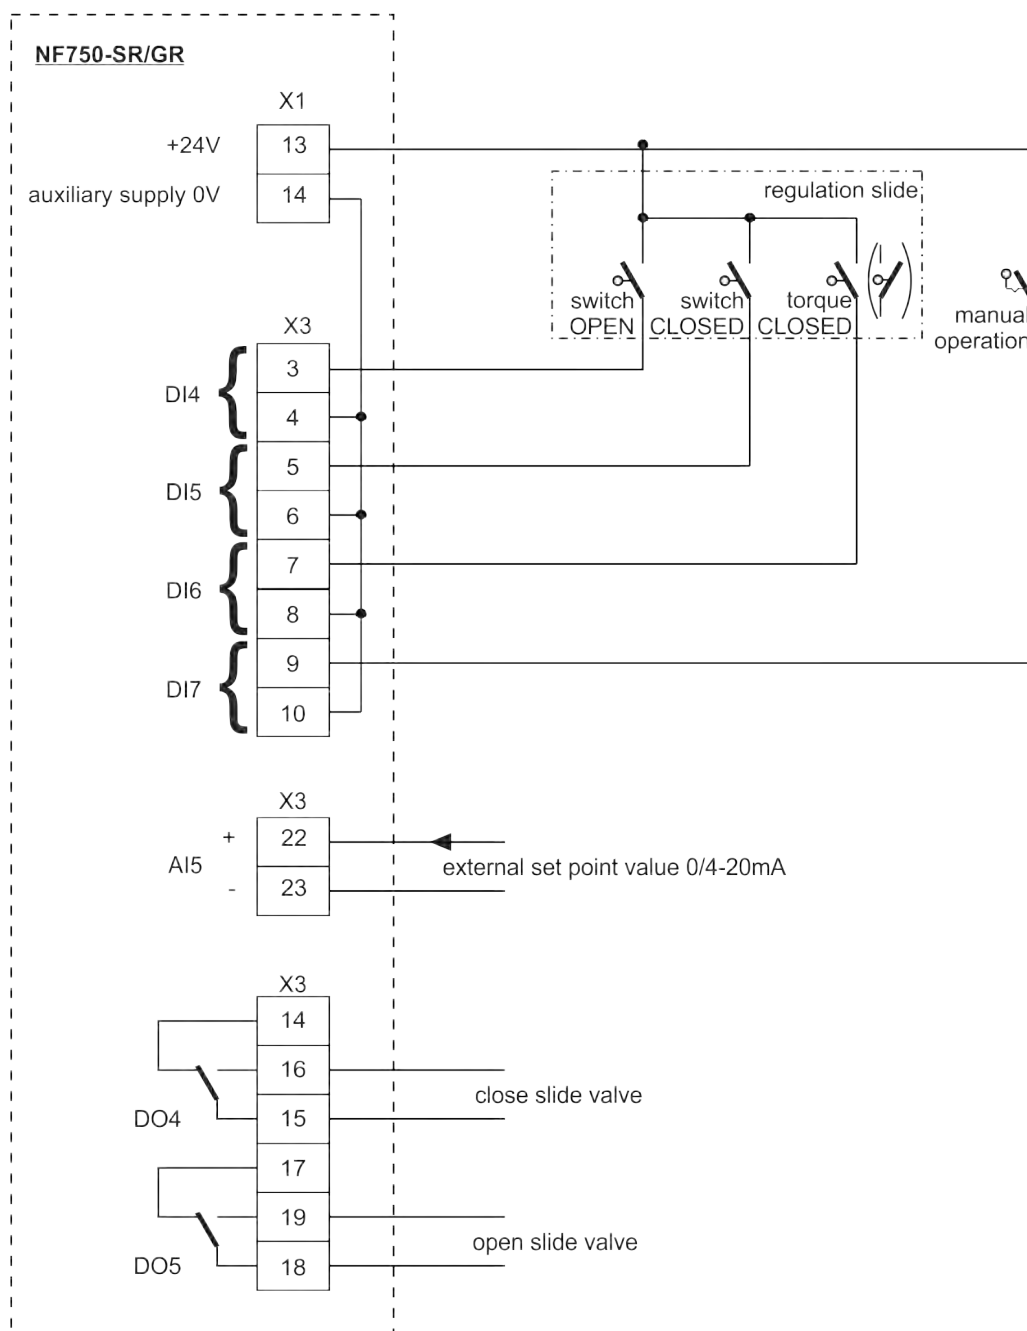 NF750-SR/GR
X1
+24V 13
auxiliary supply 0V 14
regulation slide
switch OPEN
switch CLOSED
torque CLOSED
manual
operation
X3
DI4
3
4
DI5
5
6
DI6
7
8
DI7
9
10
X3
AI5
+ 22
- 23
external set point value 0/4-20mA
X3
14
16
15
DO4
close slide valve
17
19
18
DO5
open slide valve